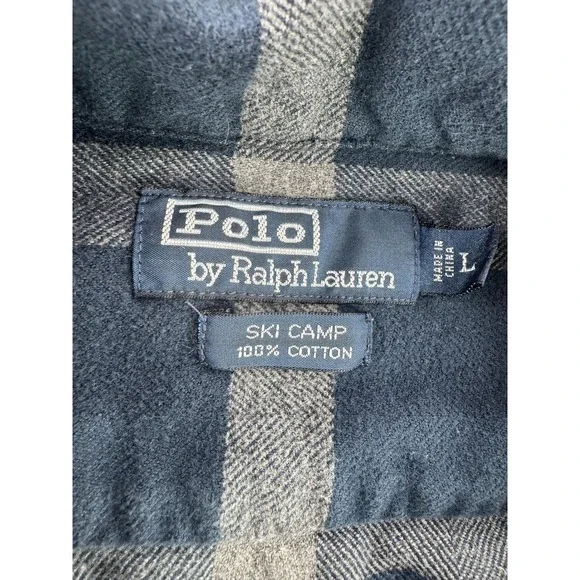 Polo
by Ralph Lauren
MADE IN
CHINA
L
SKI CAMP
100% COTTON